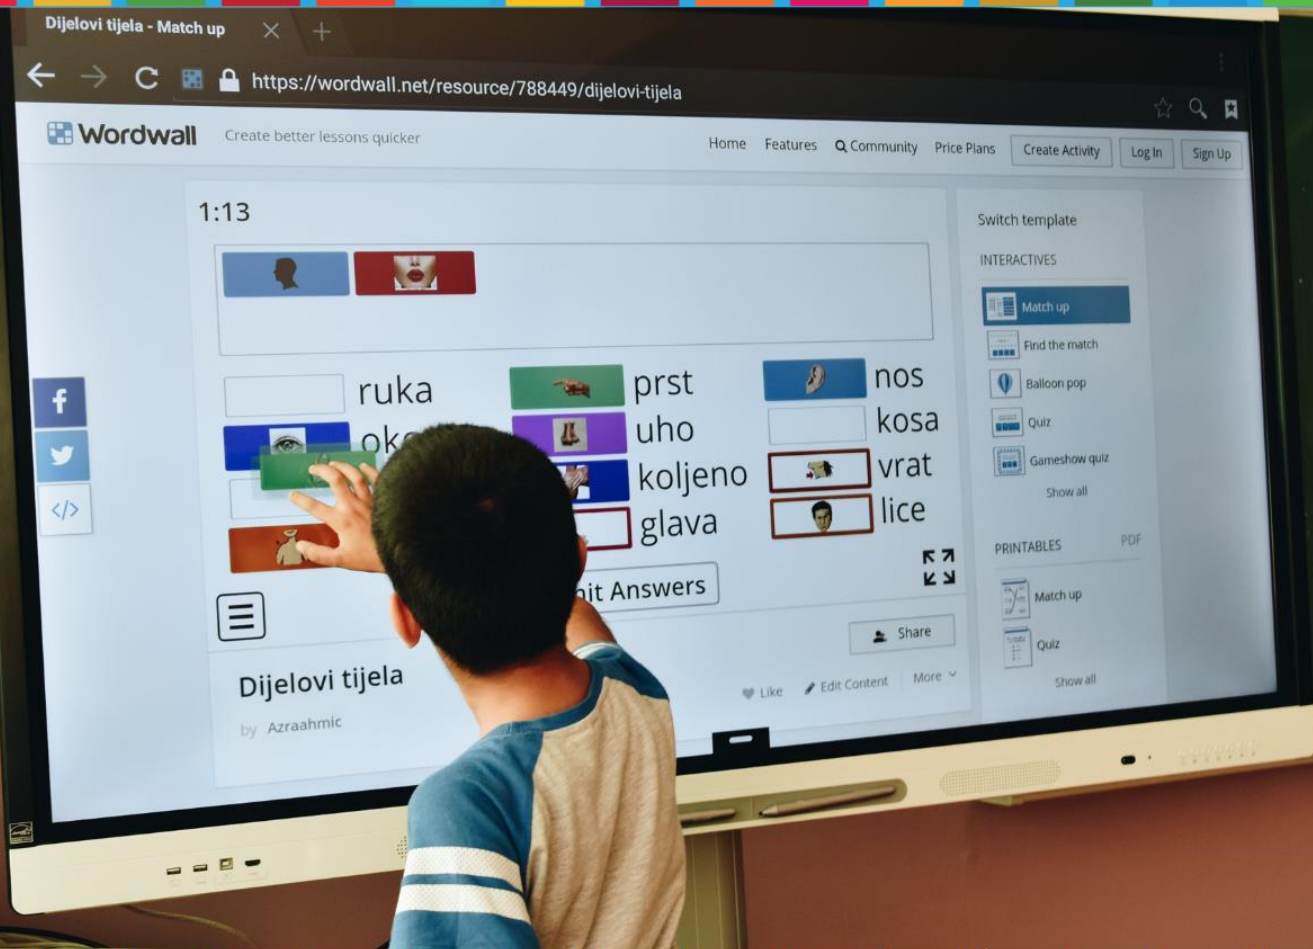 Dijelovi tijela - Match up
https://wordwall.net/resource/788449/dijelovi-tijela
Wordwall Create better lessons quicker Home Features Community Price Plans Create Activity Log In Sign Up
1:13
ruka prst nos
uho kosa
koljeno vrat
glava lice
Answers
Dijelovi tijela
by Azraahmic
Share
Like Edit Content More
Switch template
INTERACTIVES
Match up
Find the match
Balloon pop
Quiz
Gameshow quiz
Show all
PRINTABLES PDF
Match up
Quiz
Show all
f
</>